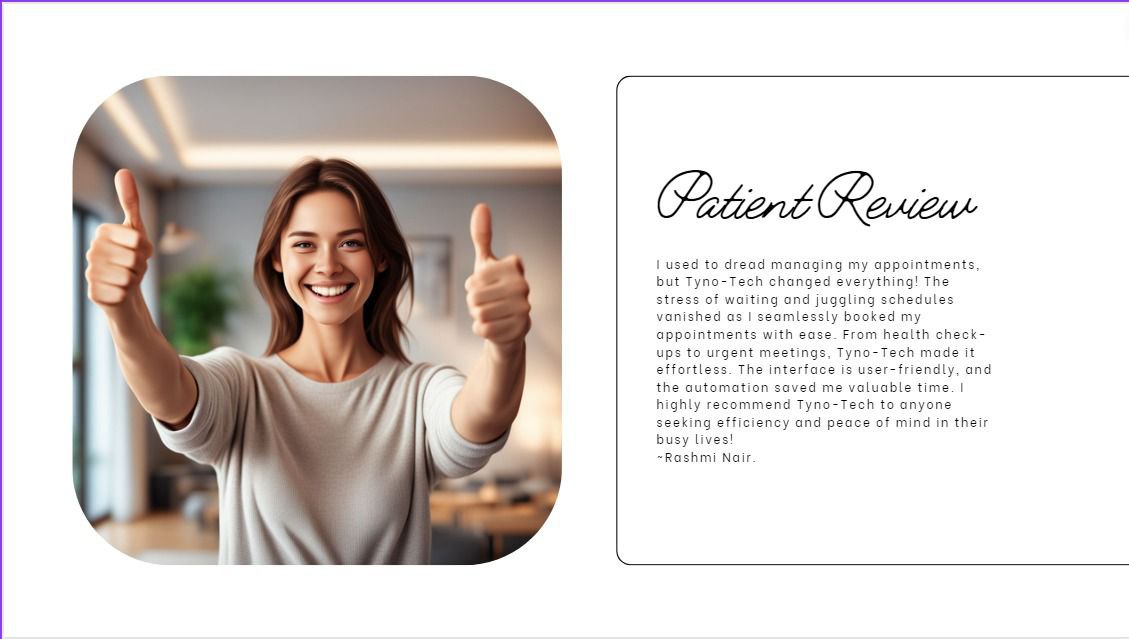 Patient Review
I used to dread managing my appointments,
but Tyno-Tech changed everything! The
stress of waiting and juggling schedules
vanished as I seamlessly booked my
appointments with ease. From health check-
ups to urgent meetings, Tyno-Tech made it
effortless. The interface is user-friendly, and
the automation saved me valuable time. I
highly recommend Tyno-Tech to anyone
seeking efficiency and peace of mind in their
busy lives!
~Rashmi Nair.